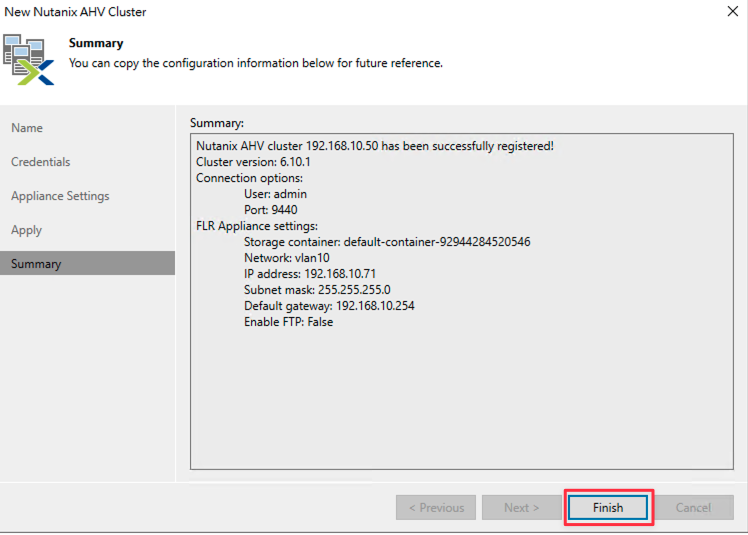 New Nutanix AHV Cluster
Summary
You can copy the configuration information below for future reference.
Name
Credentials
Appliance Settings
Apply
Summary
Summary:
Nutanix AHV cluster 192.168.10.50 has been successfully registered!
Cluster version: 6.10.1
Connection options:
User: admin
Port: 9440
FLR Appliance settings:
Storage container: default-container-92944284520546
Network: vlan10
IP address: 192.168.10.71
Subnet mask: 255.255.255.0
Default gateway: 192.168.10.254
Enable FTP: False
< Previous
Next >
Finish
Cancel